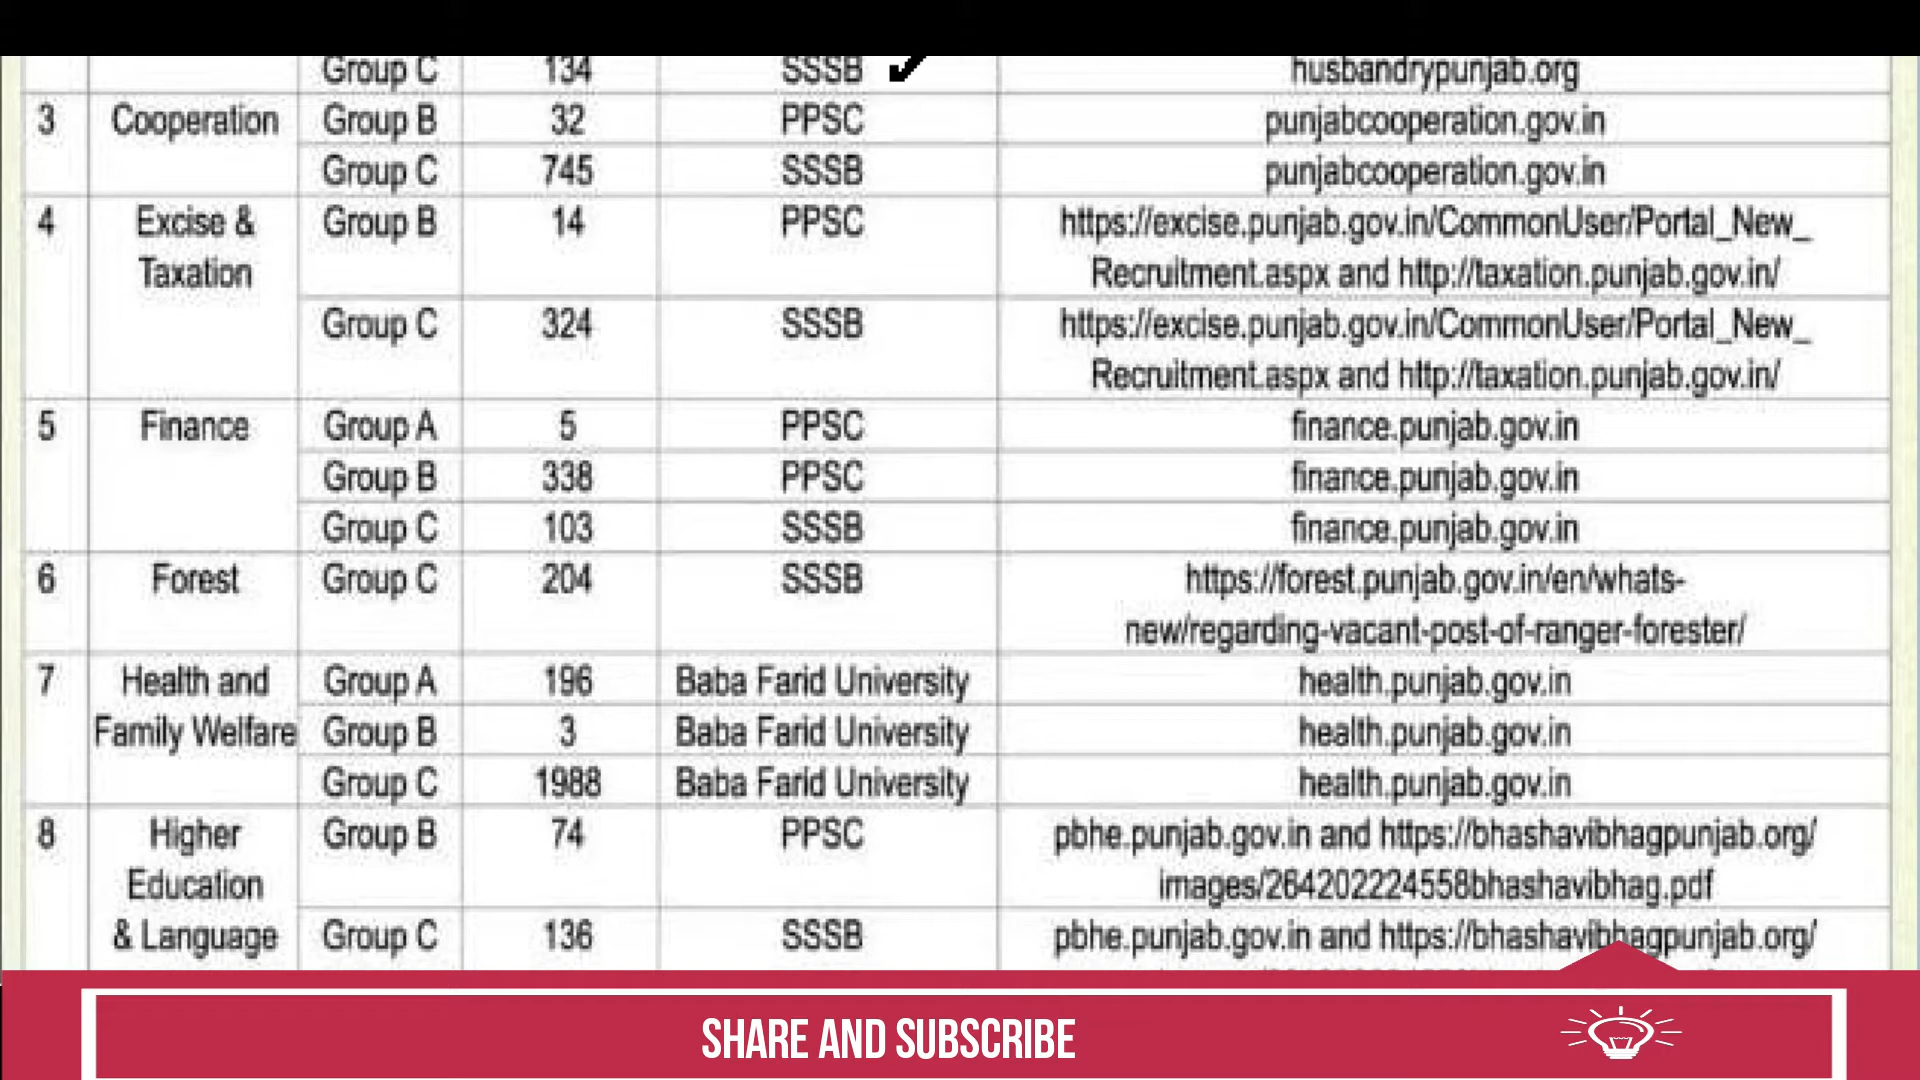 Group C 134 SSSB husbandrypunjab.org
3 Cooperation Group B 32 PPSC punjabcooperation.gov.in
Group C 745 SSSB punjabcooperation.gov.in
4 Excise & Group B 14 PPSC https://excise.punjab.gov.in/CommonUser/Portal_New_
Taxation Recruitment.aspx and http://taxation.punjab.gov.in/
Group C 324 SSSB https://excise.punjab.gov.in/CommonUser/Portal_New_
Recruitment.aspx and http://taxation.punjab.gov.in/
5 Finance Group A 5 PPSC finance.punjab.gov.in
Group B 338 PPSC finance.punjab.gov.in
Group C 103 SSSB finance.punjab.gov.in
6 Forest Group C 204 SSSB https://forest.punjab.gov.in/en/whats-
new/regarding-vacant-post-of-ranger-forester/
7 Health and Group A 196 Baba Farid University health.punjab.gov.in
Family Welfare Group B 3 Baba Farid University health.punjab.gov.in
Group C 1988 Baba Farid University health.punjab.gov.in
8 Higher Group B 74 PPSC pbhe.punjab.gov.in and https://bhashavibhagpunjab.org/
Education images/264202224558bhashavibhag.pdf
& Language Group C 136 SSSB pbhe.punjab.gov.in and https://bhashavibhagpunjab.org/
SHARE AND SUBSCRIBE